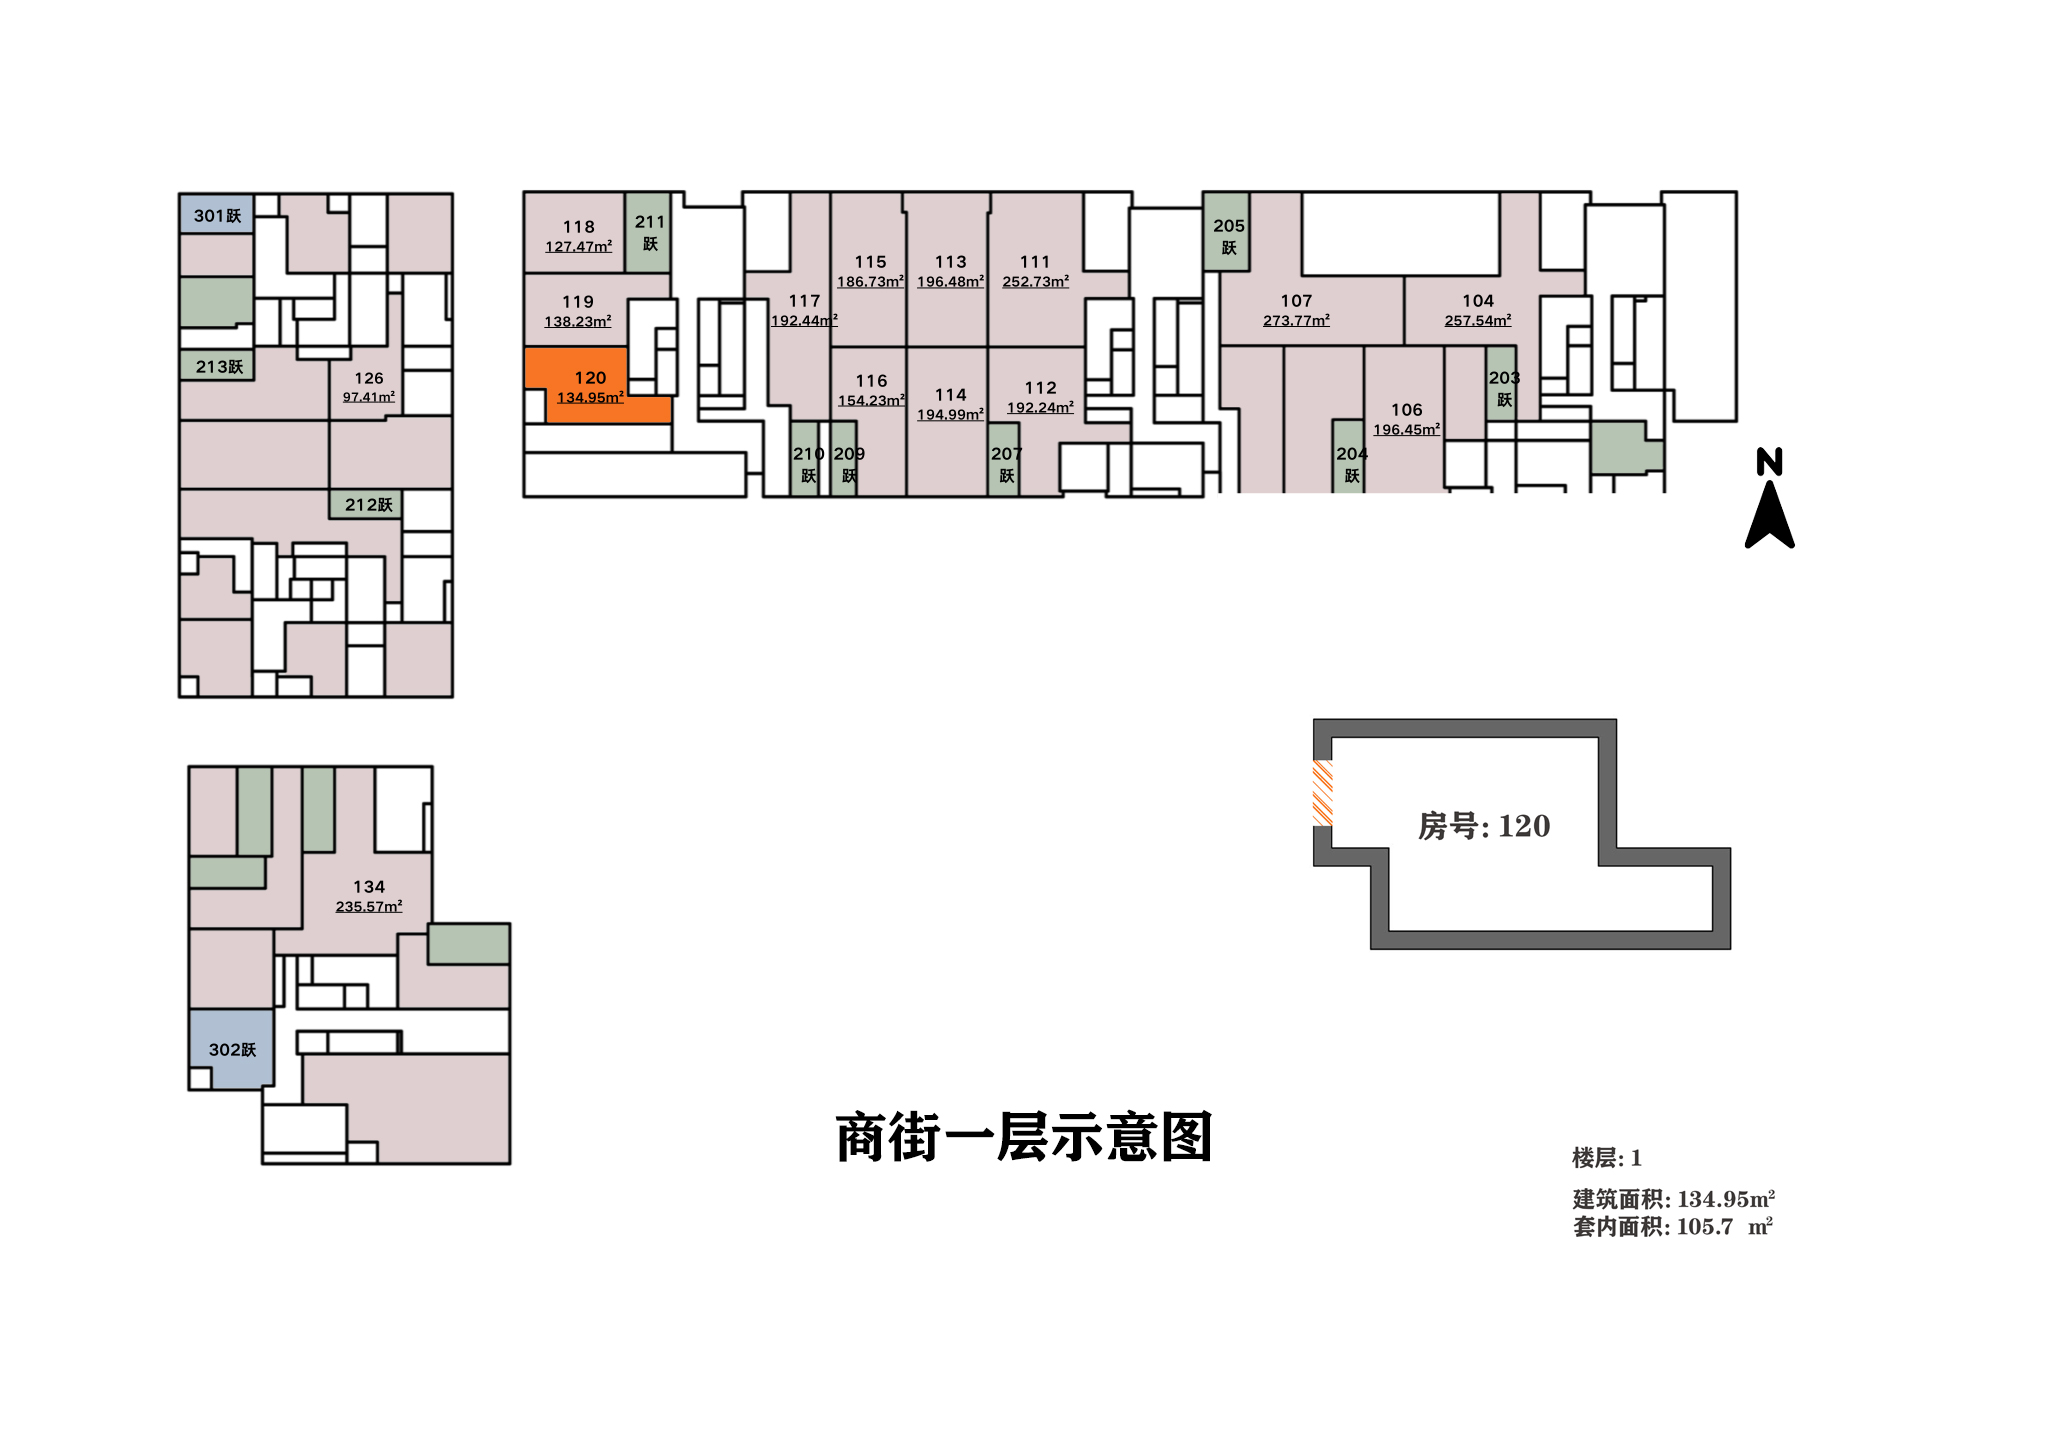 301跃
213跃
126
97.41m²
212跃
118
127.47m²
211
跃
119
138.23m²
120
134.95m²
117
192.44m²
115
186.73m²
113
196.48m²
111
252.73m²
116
154.23m²
114
194.99m²
112
192.24m²
210
跃
209
跃
207
跃
205
跃
107
273.77m²
104
257.54m²
203
跃
106
196.45m²
204
跃
N
134
235.57m²
302跃
房号: 120
商街一层示意图
楼层: 1
建筑面积: 134.95m²
套内面积: 105.7 m²